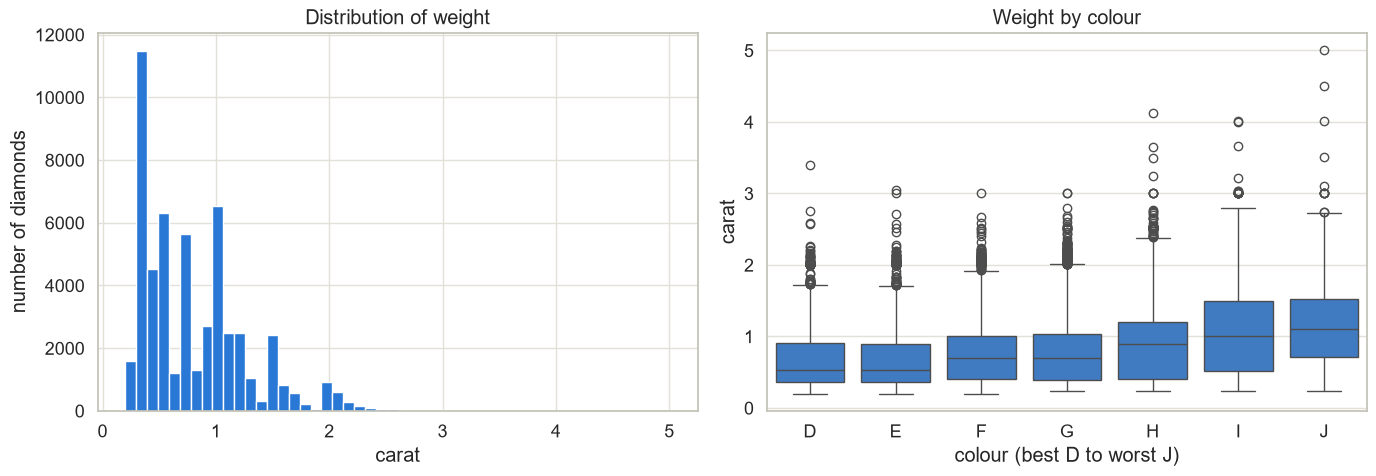 Distribution of weight
number of diamonds
12000
10000
8000
6000
4000
2000
0
0 1 2 3 4 5
carat
Weight by colour
carat
5
4
3
2
1
0
D E F G H I J
colour (best D to worst J)